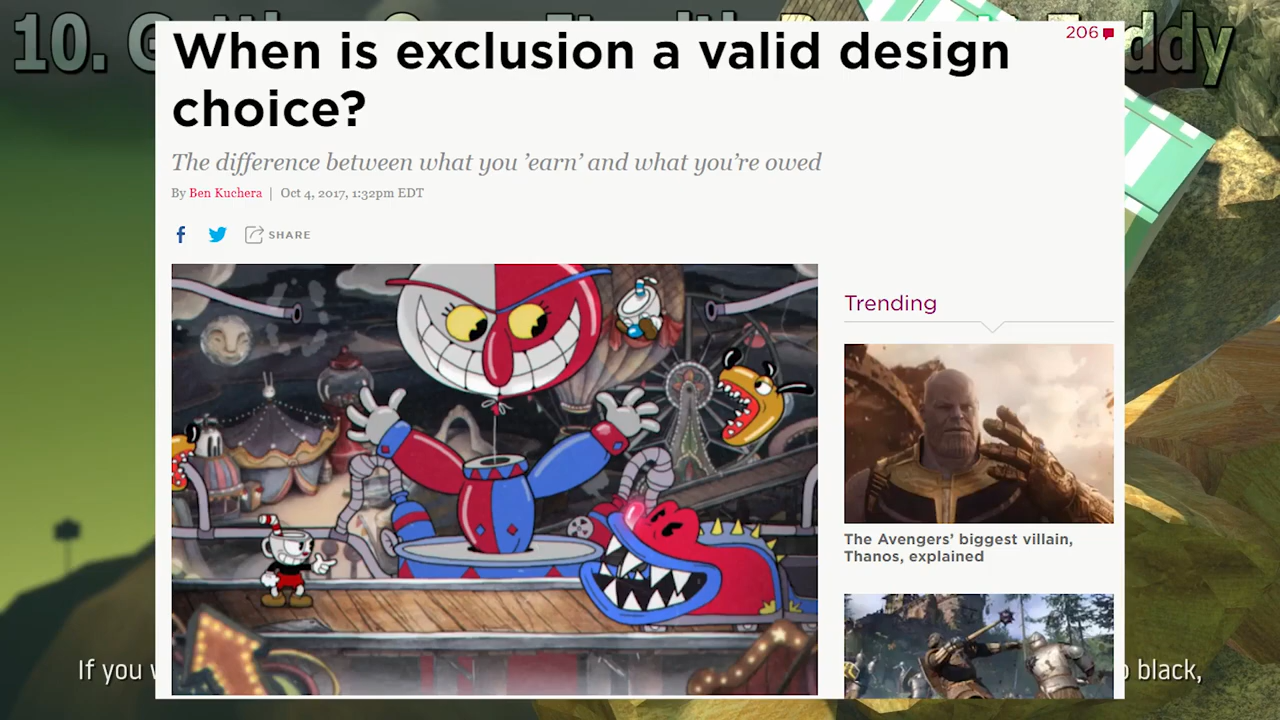 10. G
ddy
When is exclusion a valid design
choice?
206
The difference between what you 'earn' and what you're owed
By Ben Kuchera | Oct 4, 2017, 1:32pm EDT
SHARE
Trending
The Avengers' biggest villain,
Thanos, explained
If you
black,